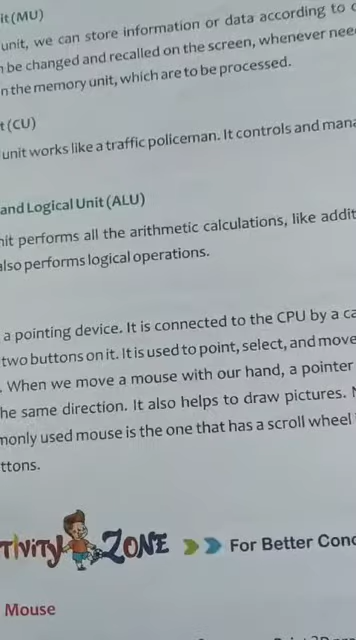 it (MU)
unit, we can store information or data according to
be changed and recalled on the screen, whenever
n the memory unit, which are to be processed.
t (CU)
unit works like a traffic policeman. It controls and
and Logical Unit (ALU)
nit performs all the arithmetic calculations, like
also performs logical operations.
a pointing device. It is connected to the CPU by a
two buttons on it. It is used to point, select, and move
. When we move a mouse with our hand, a pointer
he same direction. It also helps to draw pictures.
monly used mouse is the one that has a scroll wheel
ttons.
TIVITY ZONE For Better
Mouse